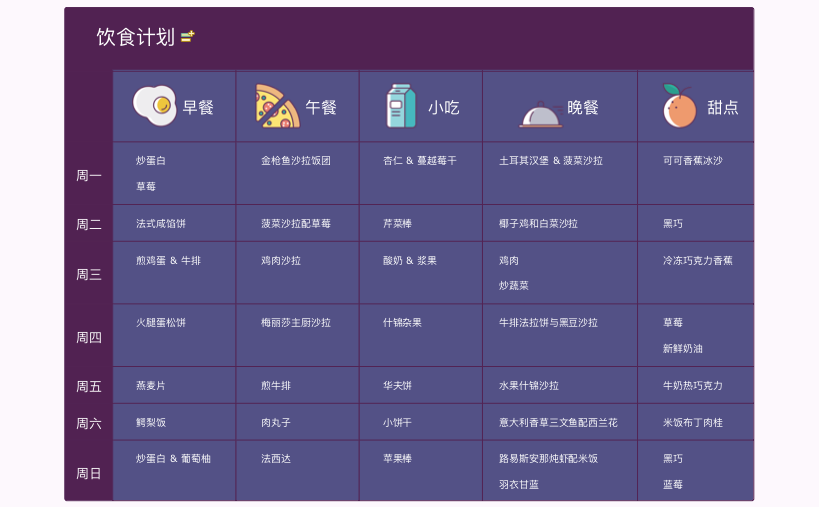 饮食计划
早餐 午餐 小吃 晚餐 甜点
周一 炒蛋白 金枪鱼沙拉饭团 杏仁 & 蔓越莓干 土耳其汉堡 & 菠菜沙拉 可可香蕉冰沙
草莓
周二 法式咸馅饼 菠菜沙拉配草莓 芹菜棒 椰子鸡和白菜沙拉 黑巧
周三 煎鸡蛋 & 牛排 鸡肉沙拉 酸奶 & 浆果 鸡肉 冷冻巧克力香蕉
炒蔬菜
周四 火腿蛋松饼 梅丽莎主厨沙拉 什锦杂果 牛排法拉饼与黑豆沙拉 草莓
新鲜奶油
周五 燕麦片 煎牛排 华夫饼 水果什锦沙拉 牛奶热巧克力
周六 鳄梨饭 肉丸子 小饼干 意大利香草三文鱼配西兰花 米饭布丁肉桂
周日 炒蛋白 & 葡萄柚 法西达 苹果棒 路易斯安那炖虾配米饭 黑巧
羽衣甘蓝 蓝莓